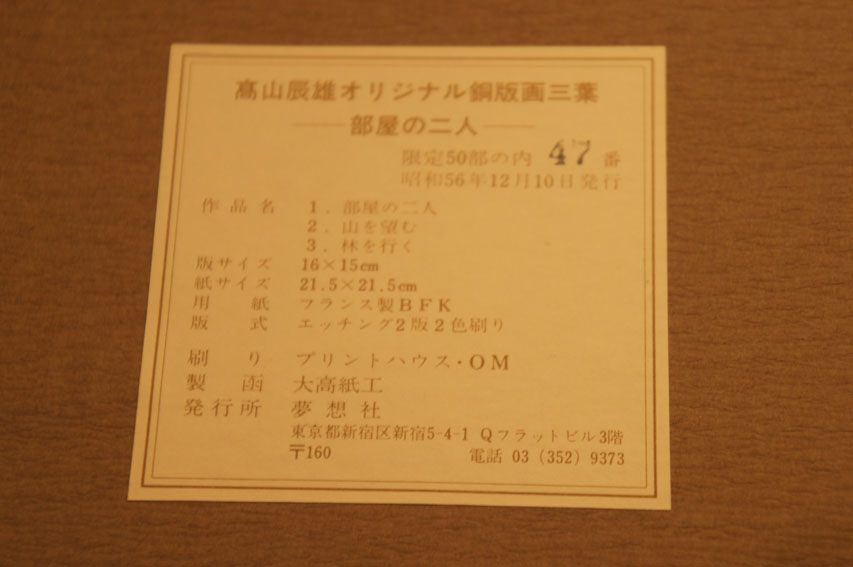 髙山辰雄オリジナル銅版画三葉
――部屋の二人――
限定50部の内 47 番
昭和56年12月10日発行
作品名 1．部屋の二人
2．山を望む
3．林を行く
版サイズ 16×15cm
紙サイズ 21.5×21.5cm
用紙 フランス製BFK
版式 エッチング2版2色刷り
刷り プリントハウス・OM
製函 大高紙工
発行所 夢想社
東京都新宿区新宿5-4-1 Qフラットビル3階
〒160 電話 03 (352) 9373